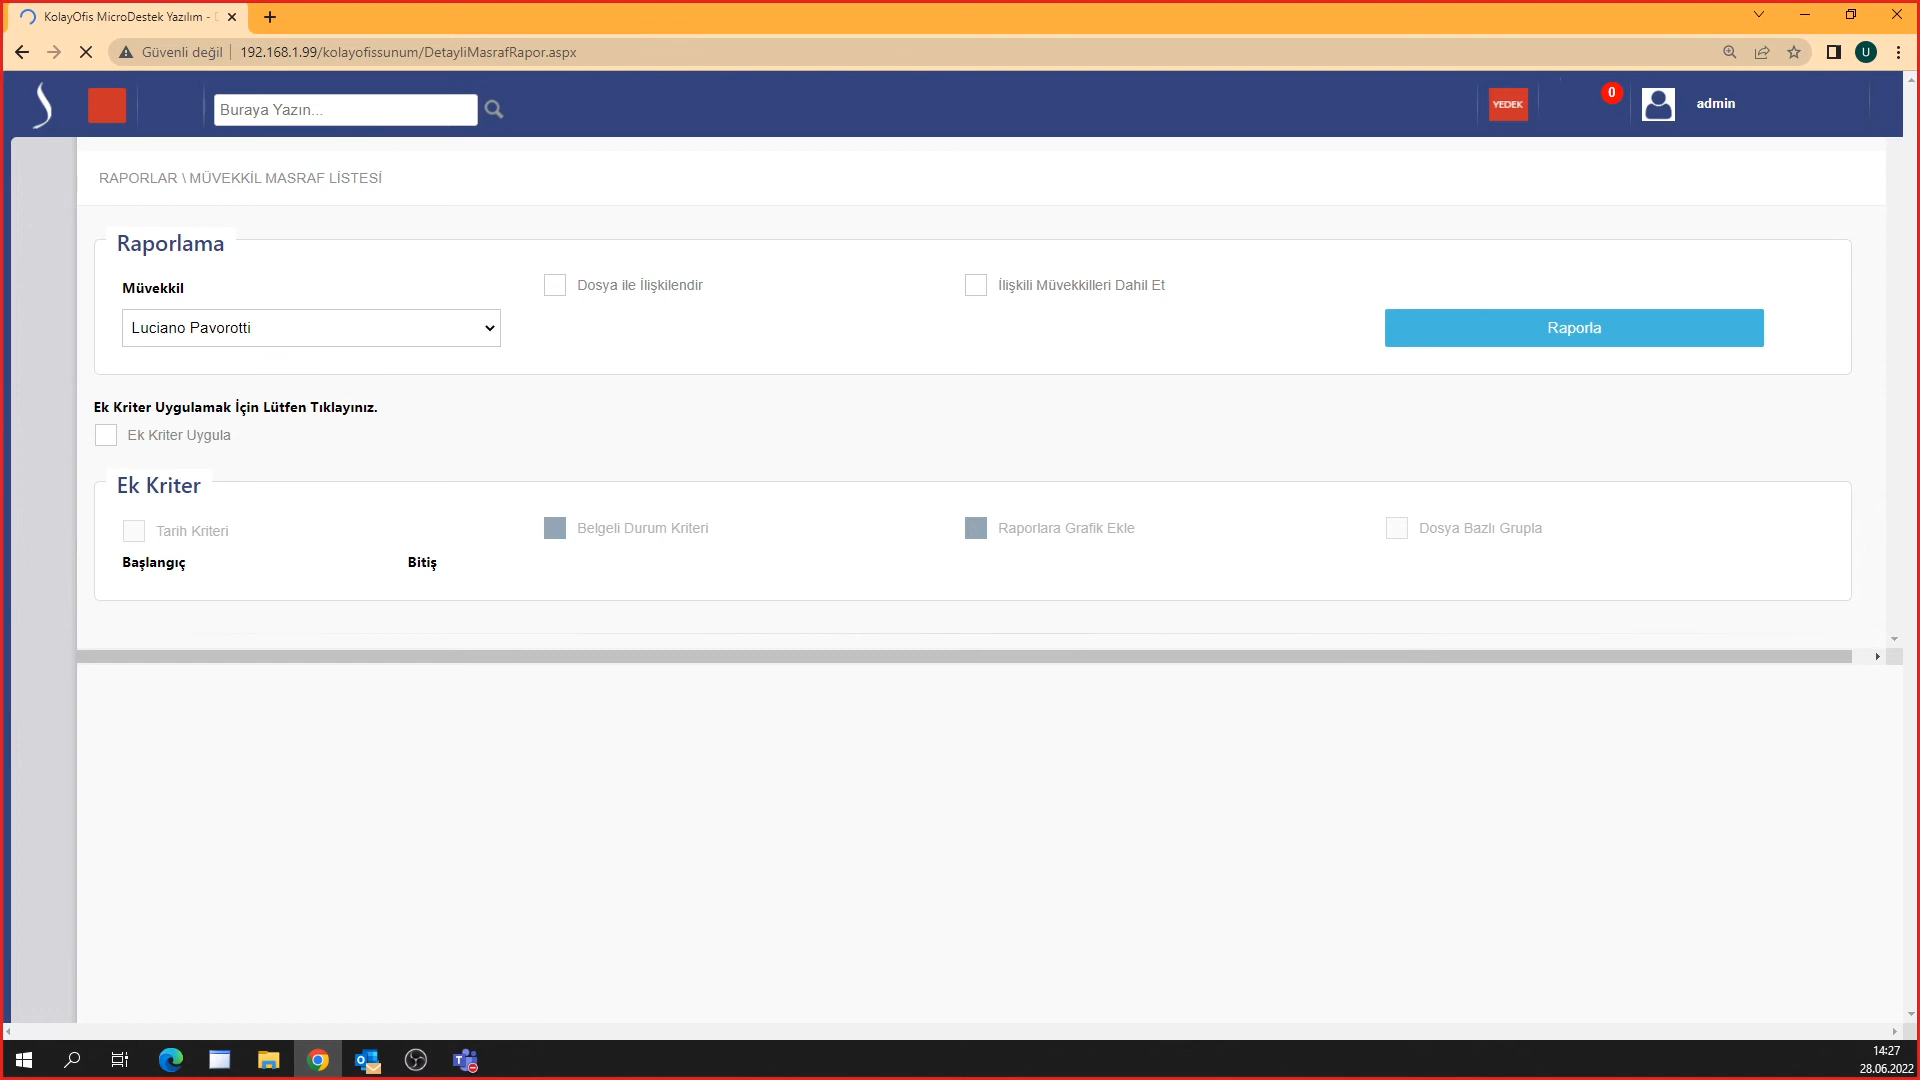 KolayOfis MicroDestek Yazılım -
Güvenli değil
192.168.1.99/kolayofissunum/DetayliMasrafRapor.aspx
U
Buraya Yazın...
YEDEK
0
admin
RAPORLAR \ MÜVEKKİL MASRAF LİSTESİ
Raporlama
Müvekkil
Dosya ile İlişkilendir
İlişkili Müvekkilleri Dahil Et
Luciano Pavorotti
Raporla
Ek Kriter Uygulamak İçin Lütfen Tıklayınız.
Ek Kriter Uygula
Ek Kriter
Tarih Kriteri
Belgeli Durum Kriteri
Raporlara Grafik Ekle
Dosya Bazlı Grupla
Başlangıç
Bitiş
14:27
28.06.2022